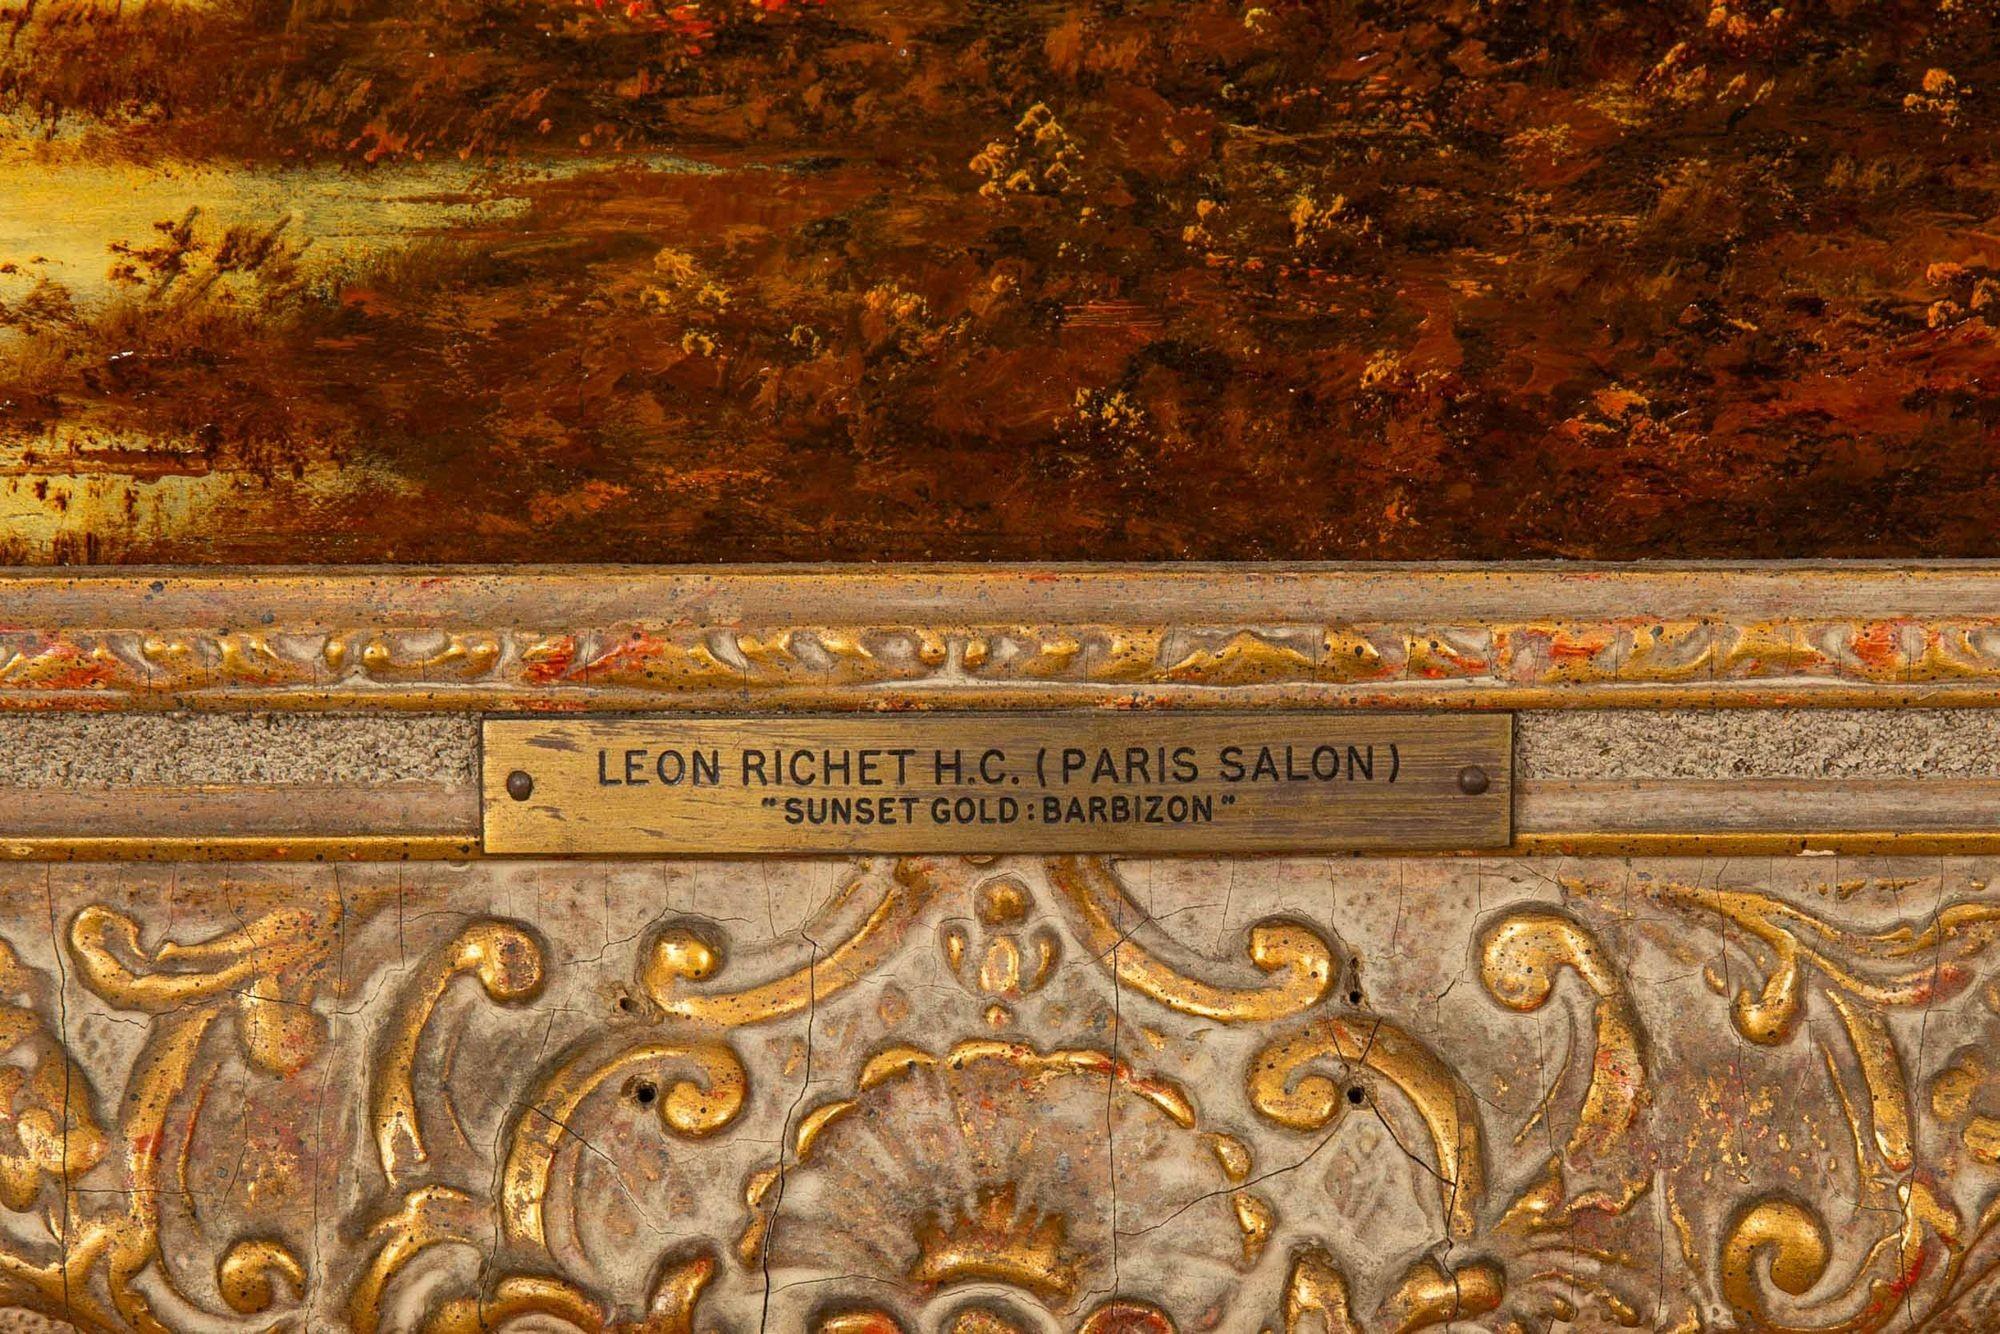 LEON RICHET H.C. (PARIS SALON)
"SUNSET GOLD: BARBIZON"